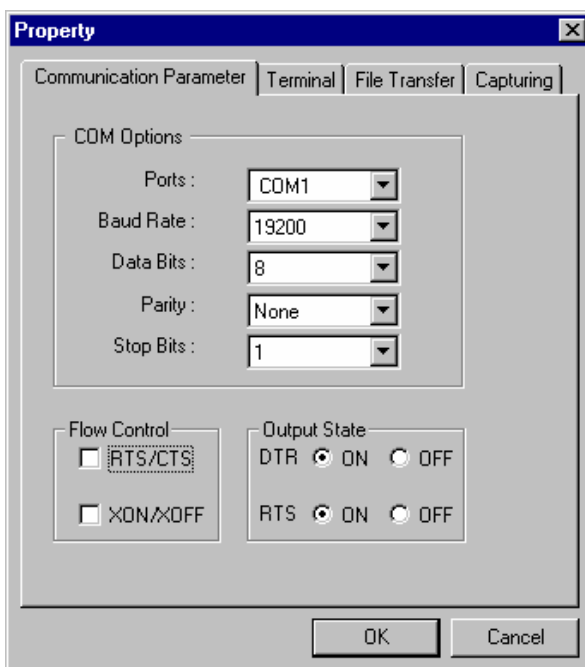 Property
Communication Parameter Terminal File Transfer Capturing
COM Options
Ports : COM1
Baud Rate : 19200
Data Bits : 8
Parity : None
Stop Bits : 1
Flow Control
RTS/CTS
XON/XOFF
Output State
DTR ON OFF
RTS ON OFF
OK Cancel